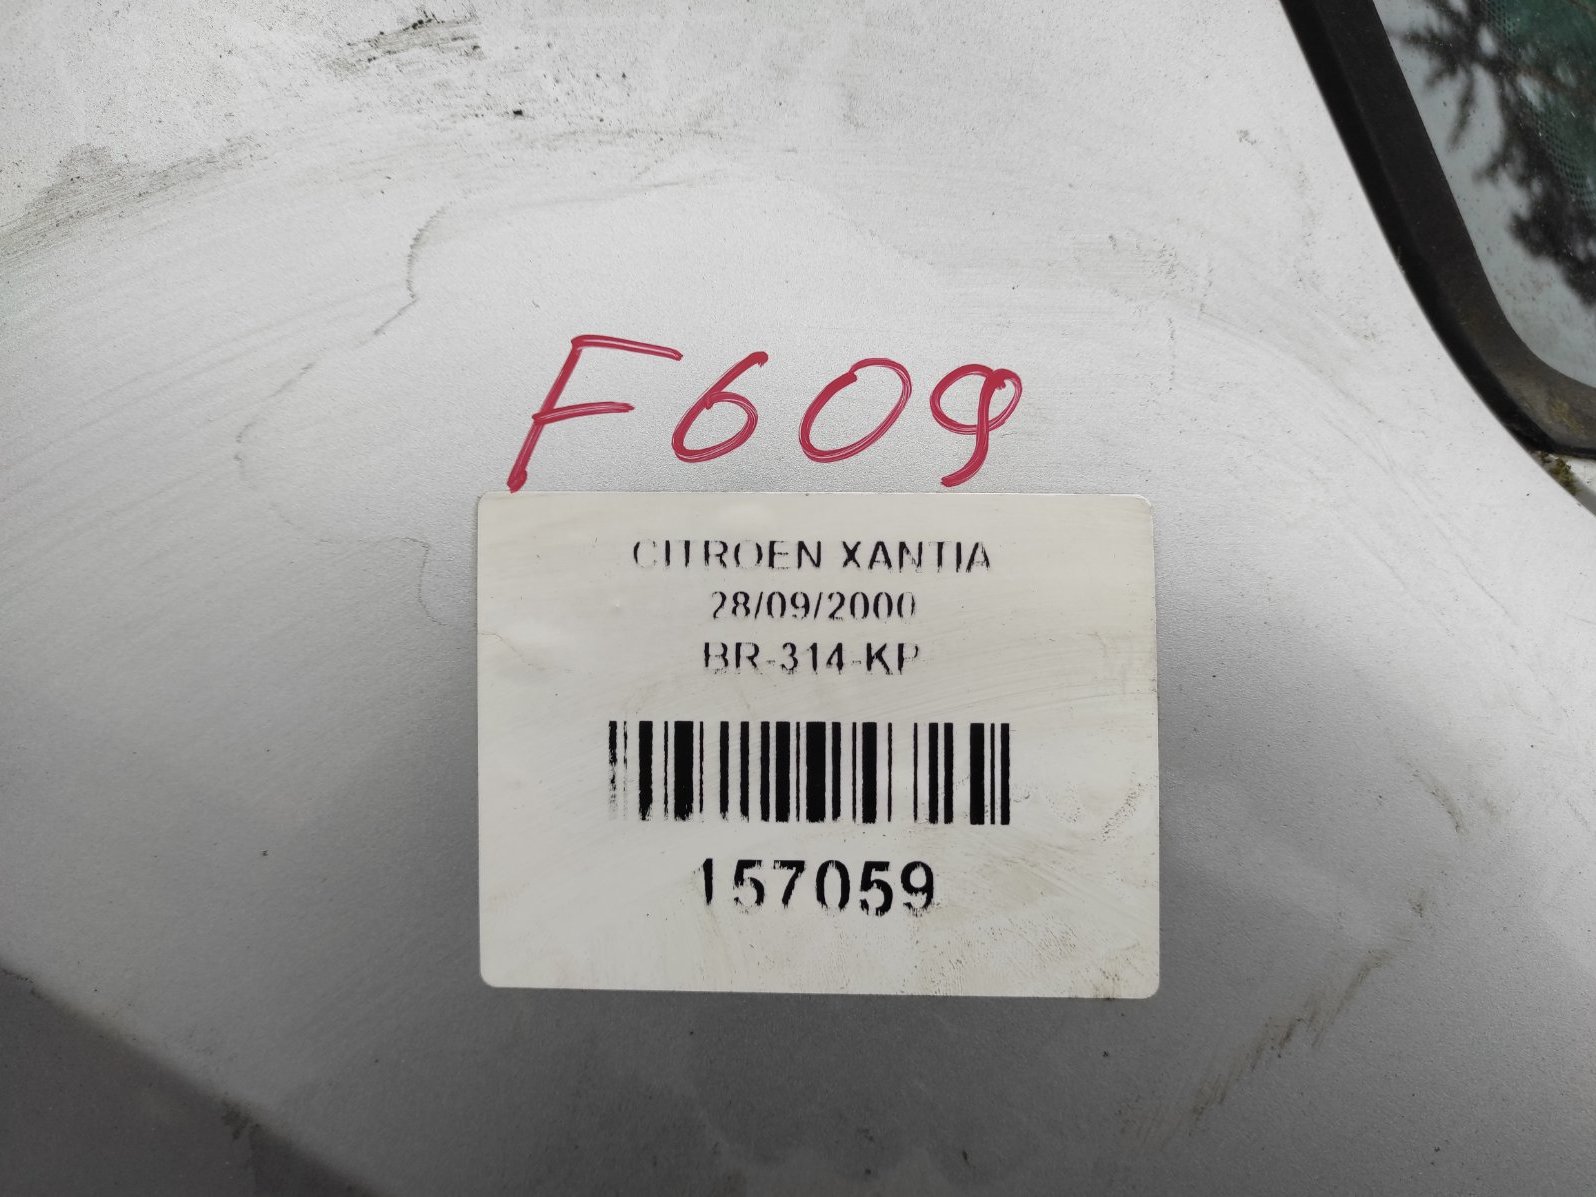 F609
CITROEN XANTIA
28/09/2000
BR-314-KP
157059